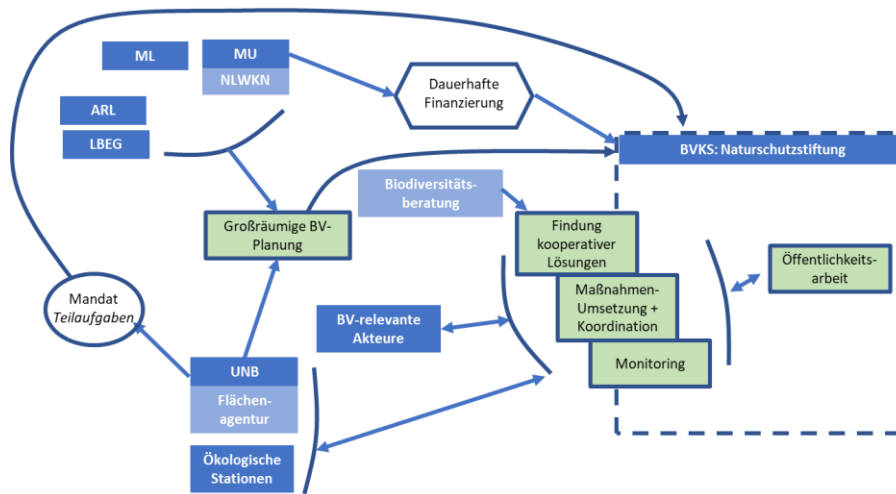 ML
MU
NLWKN
Dauerhafte
Finanzierung
ARL
LBEG
BVKS: Naturschutzstiftung
Biodiversitäts-
beratung
Großräumige BV-
Planung
Findung
kooperativer
Lösungen
Öffentlichkeits-
arbeit
Mandat
Teilaufgaben
Maßnahmen-
Umsetzung +
Koordination
BV-relevante
Akteure
Monitoring
UNB
Flächen-
agentur
Ökologische
Stationen